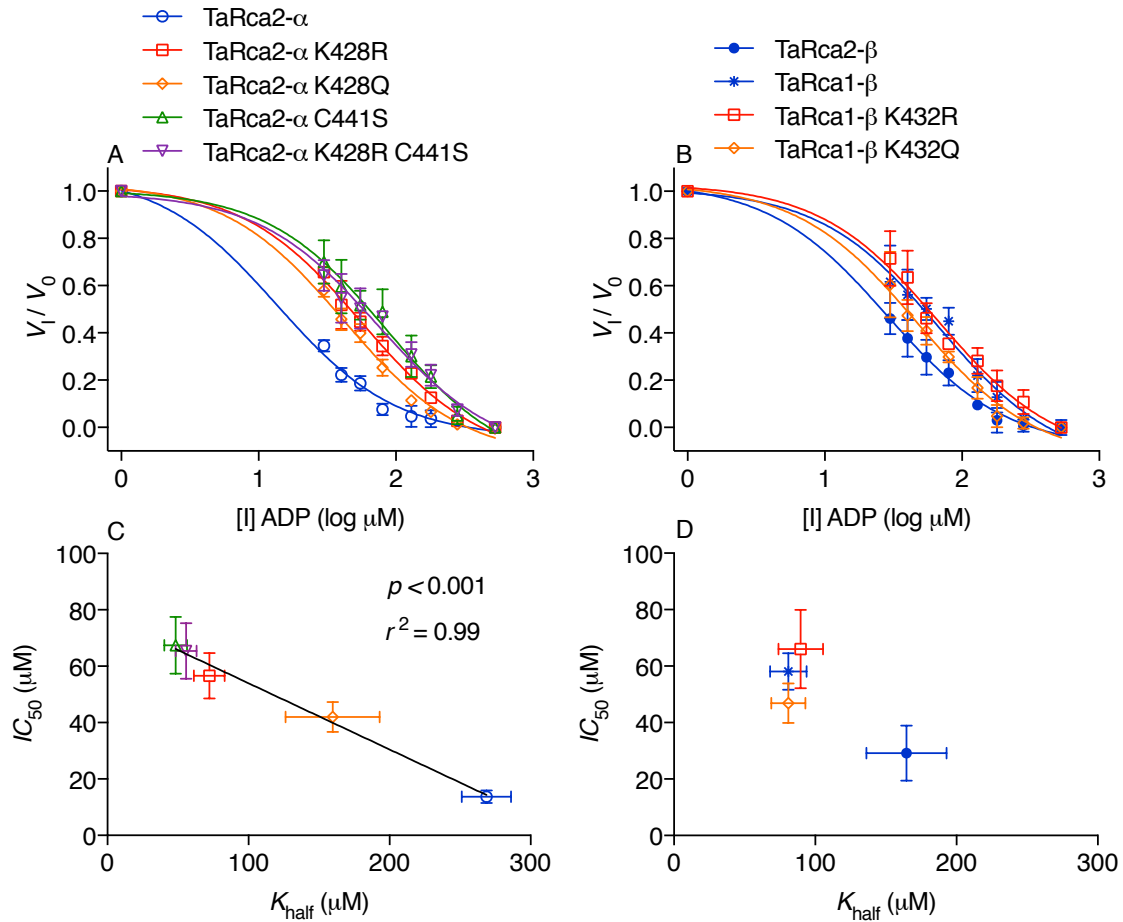 TaRca2-α
TaRca2-α K428R
TaRca2-α K428Q
TaRca2-α C441S
TaRca2-α K428R C441S
TaRca2-β
TaRca1-β
TaRca1-β K432R
TaRca1-β K432Q
A
1.0
0.8
0.6
0.4
0.2
0.0
V_I / V_0
0 1 2 3
[I] ADP (log μM)
B
1.0
0.8
0.6
0.4
0.2
0.0
V_I / V_0
0 1 2 3
[I] ADP (log μM)
C
100
80
60
40
20
0
IC50 (μM)
p < 0.001
r² = 0.99
0 100 200 300
Khalf (μM)
D
100
80
60
40
20
0
IC50 (μM)
0 100 200 300
Khalf (μM)